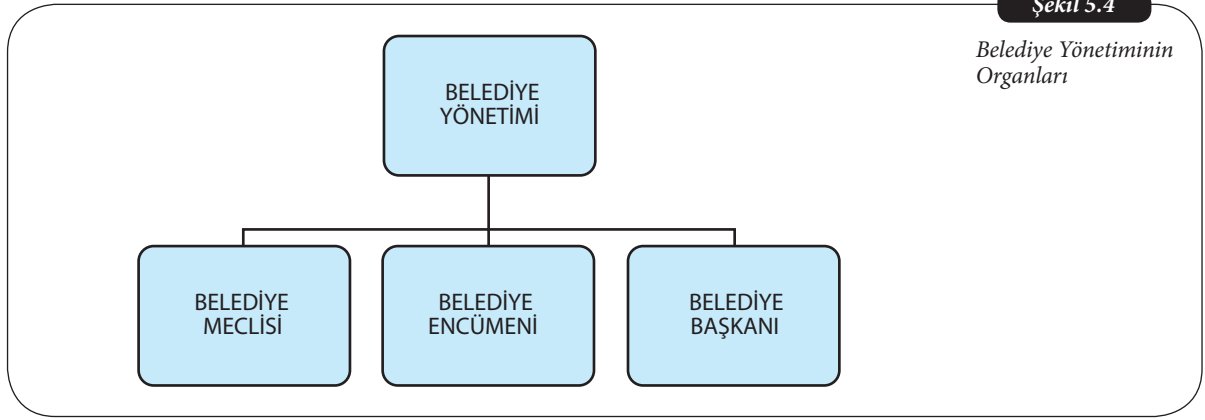 Şekil 5.4
Belediye Yönetiminin
Organları
BELEDİYE
YÖNETİMİ
BELEDİYE
MECLİSİ
BELEDİYE
ENCÜMENİ
BELEDİYE
BAŞKANI